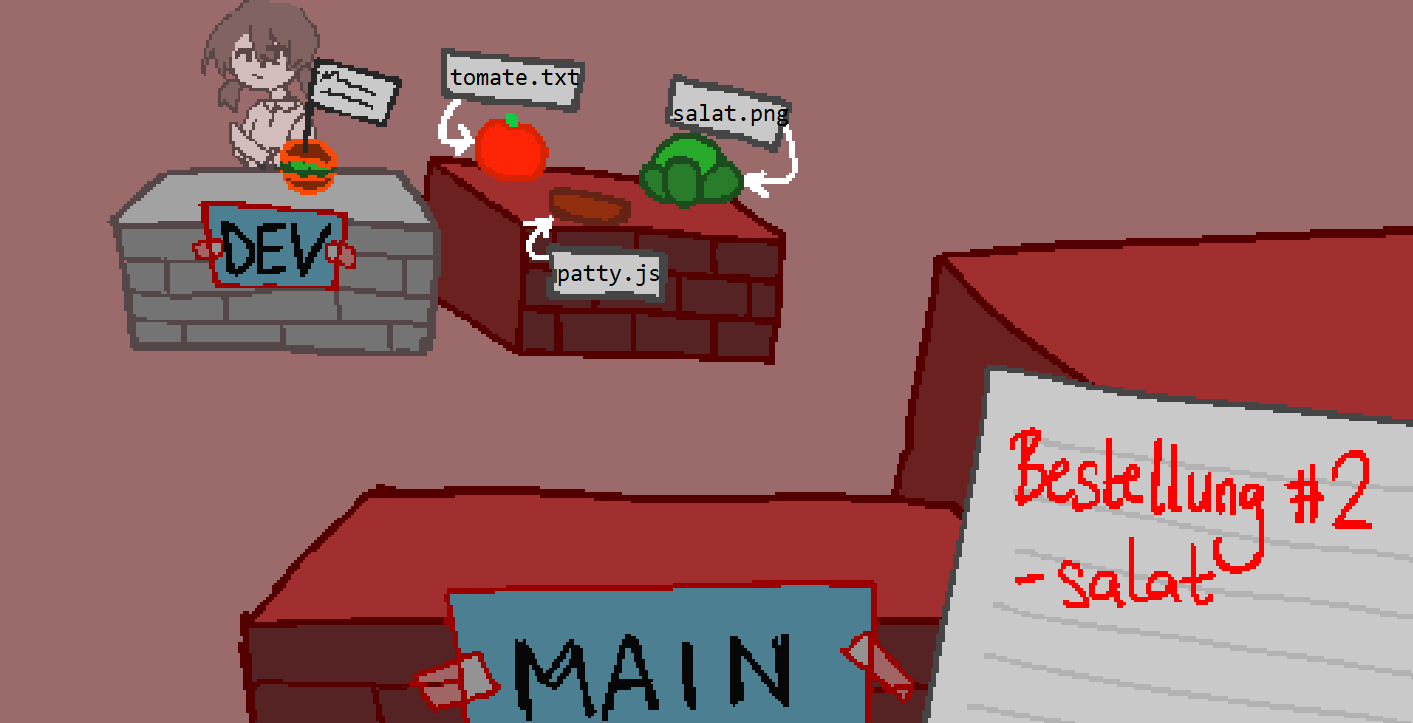 tomate.txt
salat.png
DEV
patty.js
Bestellung #2
-salat
MAIN